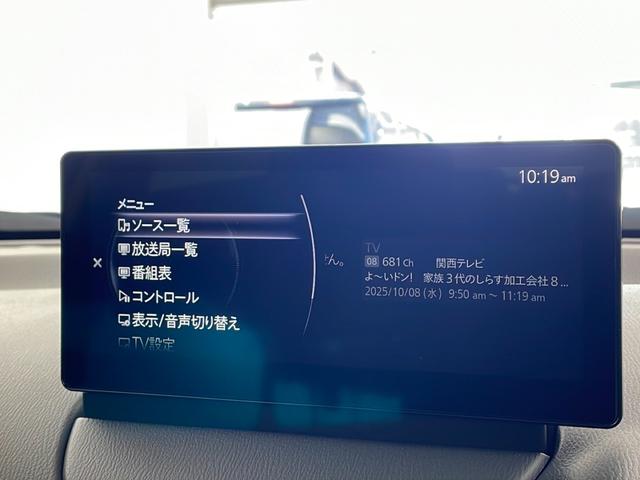 10:19 am
メニュー
ソース一覧
放送局一覧
番組表
コントロール
表示/音声切り替え
TV設定
ん。
TV
08 681 Ch 関西テレビ
よ～いドン! 家族3代のしらす加工会社8...
2025/10/08 (水) 9:50 am ～ 11:19 am